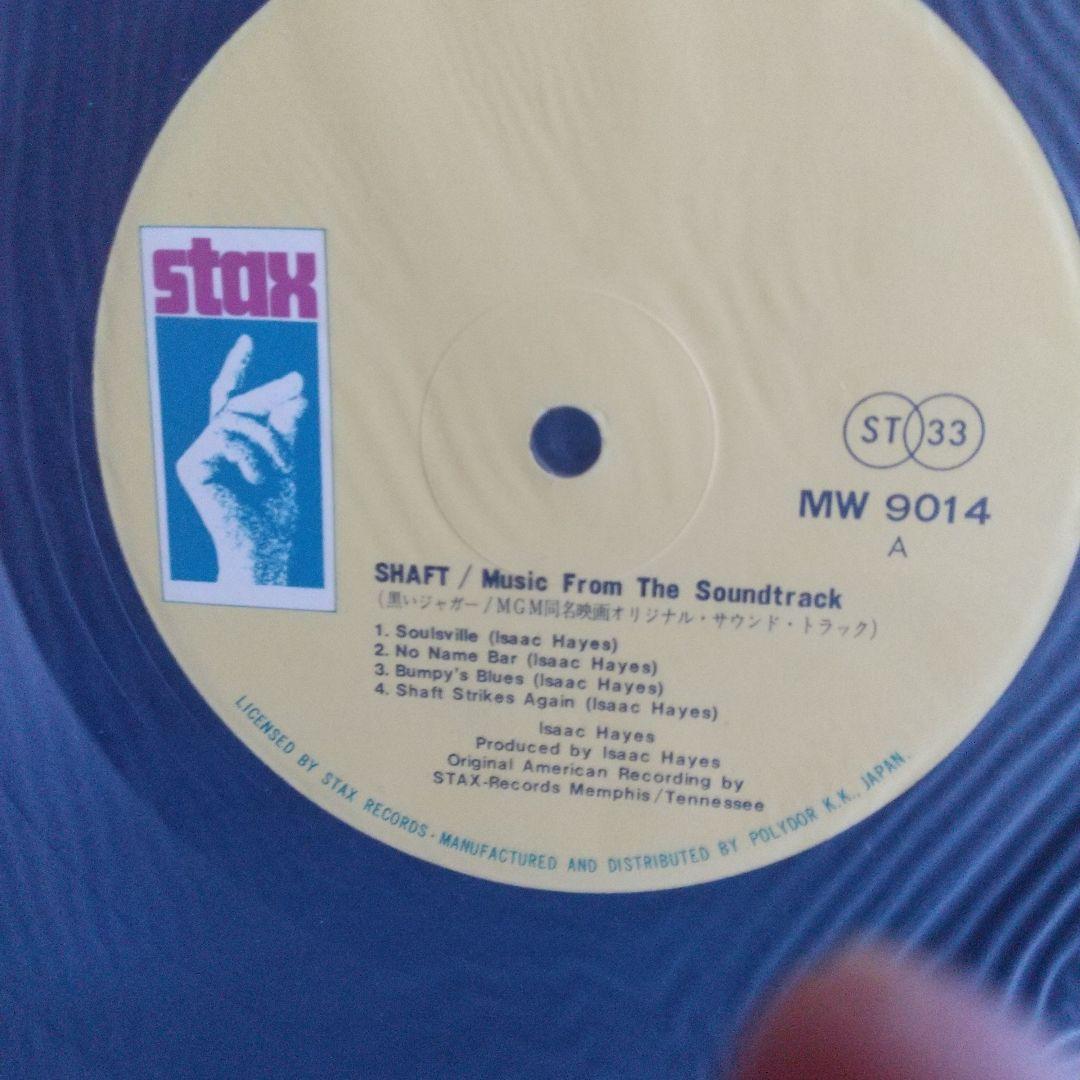 stax
ST 33
MW 9014
A
SHAFT / Music From The Soundtrack
(黒いジャガー/MGM同名映画オリジナル・サウンド・トラック)
1. Soulsville (Isaac Hayes)
2. No Name Bar (Isaac Hayes)
3. Bumpy's Blues (Isaac Hayes)
4. Shaft Strikes Again (Isaac Hayes)
Isaac Hayes
Produced by Isaac Hayes
Original American Recording by
STAX-Records Memphis/Tennessee
LICENSED BY STAX RECORDS · MANUFACTURED AND DISTRIBUTED BY POLYDOR K.K., JAPAN.